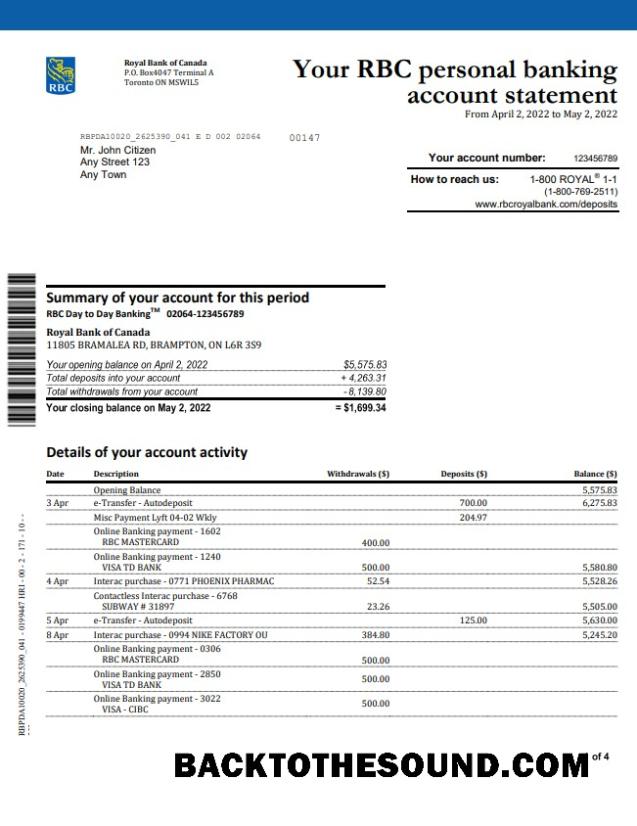 RBC
Royal Bank of Canada
P.O. Box4047 Terminal A
Toronto ON MSWIL5
Your RBC personal banking
account statement
From April 2, 2022 to May 2, 2022
RBPDA10020_2625390_041 E D 002 02064 00147
Mr. John Citizen
Any Street 123
Any Town
Your account number: 123456789
How to reach us: 1-800 ROYAL® 1-1
(1-800-769-2511)
www.rbcroyalbank.com/deposits
Summary of your account for this period
RBC Day to Day Banking™ 02064-123456789
Royal Bank of Canada
11805 BRAMALEA RD, BRAMPTON, ON L6R 3S9
Your opening balance on April 2, 2022 $5,575.83
Total deposits into your account + 4,263.31
Total withdrawals from your account - 8,139.80
Your closing balance on May 2, 2022 = $1,699.34
Details of your account activity
Date Description Withdrawals ($) Deposits ($) Balance ($)
Opening Balance 5,575.83
3 Apr e-Transfer - Autodeposit 700.00 6,275.83
Misc Payment Lyft 04-02 Wkly 204.97
Online Banking payment - 1602
RBC MASTERCARD 400.00
Online Banking payment - 1240
VISA TD BANK 500.00 5,580.80
4 Apr Interac purchase - 0771 PHOENIX PHARMAC 52.54 5,528.26
Contactless Interac purchase - 6768
SUBWAY # 31897 23.26 5,505.00
5 Apr e-Transfer - Autodeposit 125.00 5,630.00
8 Apr Interac purchase - 0994 NIKE FACTORY OU 384.80 5,245.20
Online Banking payment - 0306
RBC MASTERCARD 500.00
Online Banking payment - 2850
VISA TD BANK 500.00
Online Banking payment - 3022
VISA - CIBC 500.00
RBPDA10020_2625390_041 - 0199447 HRI - 00 - 2 - 171 - 10 - -
BACKTOTHESOUND.COM of 4